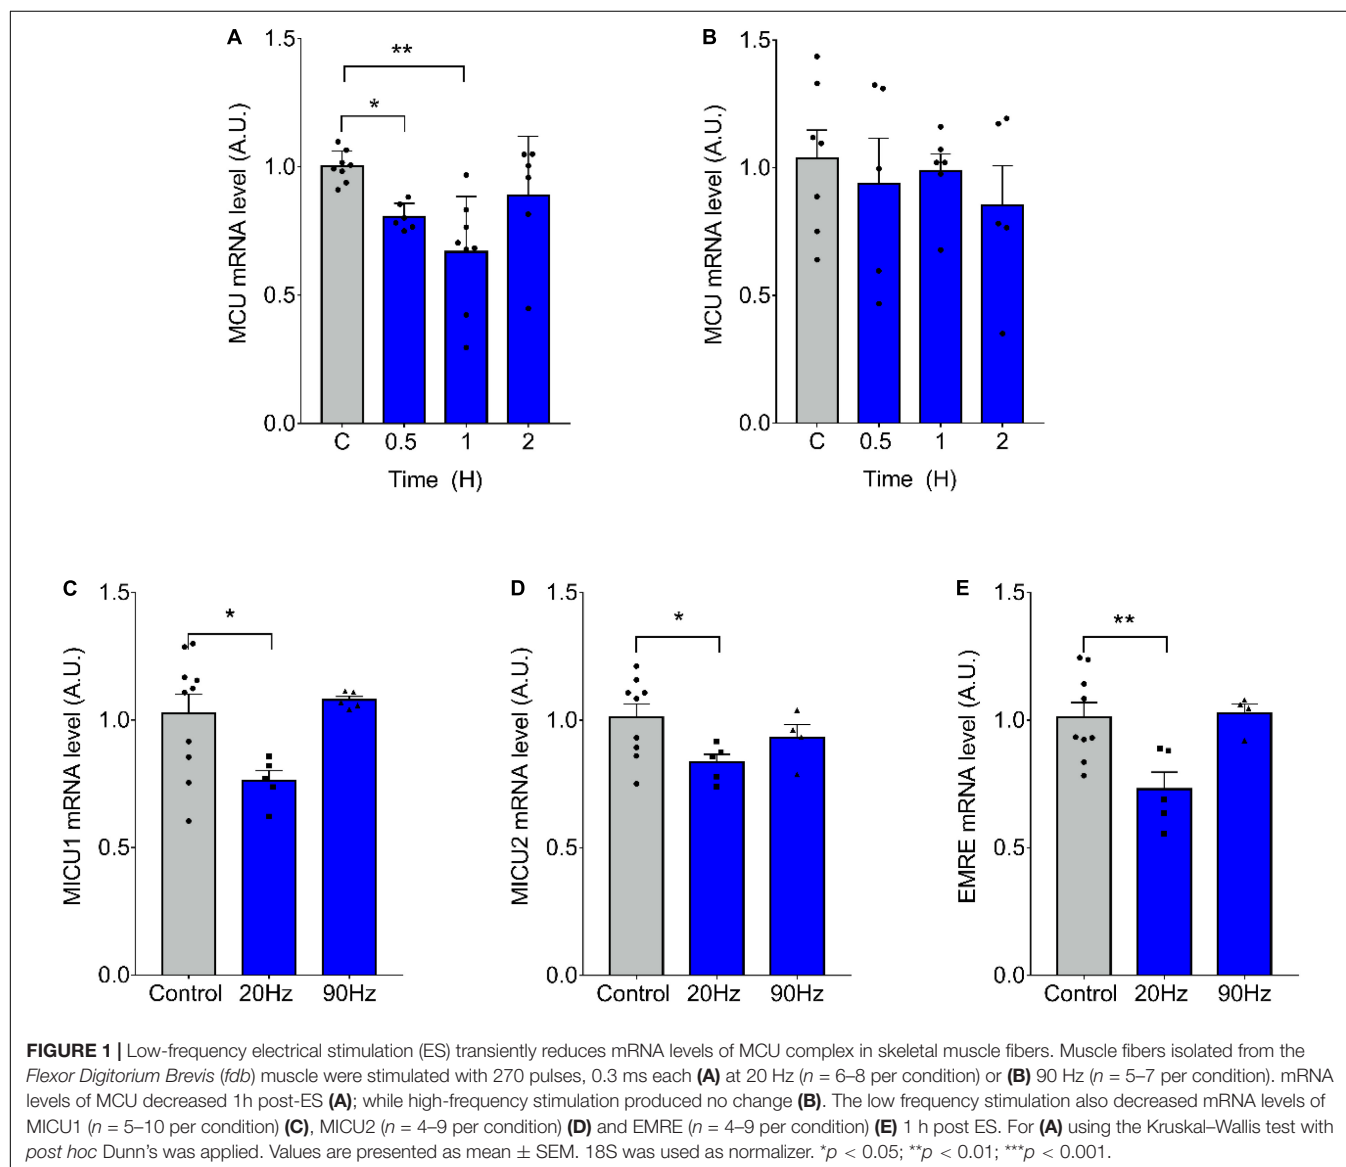 A
MCU mRNA level (A.U.)
1.5
1.0
0.5
0.0
**
*
C 0.5 1 2
Time (H)
B
MCU mRNA level (A.U.)
1.5
1.0
0.5
0.0
C 0.5 1 2
Time (H)
C
MICU1 mRNA level (A.U.)
1.5
1.0
0.5
0.0
*
Control 20Hz 90Hz
D
MICU2 mRNA level (A.U.)
1.5
1.0
0.5
0.0
*
Control 20Hz 90Hz
E
EMRE mRNA level (A.U.)
1.5
1.0
0.5
0.0
**
Control 20Hz 90Hz
FIGURE 1 | Low-frequency electrical stimulation (ES) transiently reduces mRNA levels of MCU complex in skeletal muscle fibers. Muscle fibers isolated from the
Flexor Digitorium Brevis (fdb) muscle were stimulated with 270 pulses, 0.3 ms each (A) at 20 Hz (n = 6–8 per condition) or (B) 90 Hz (n = 5–7 per condition). mRNA
levels of MCU decreased 1h post-ES (A); while high-frequency stimulation produced no change (B). The low frequency stimulation also decreased mRNA levels of
MICU1 (n = 5–10 per condition) (C), MICU2 (n = 4–9 per condition) (D) and EMRE (n = 4–9 per condition) (E) 1 h post ES. For (A) using the Kruskal–Wallis test with
post hoc Dunn's was applied. Values are presented as mean ± SEM. 18S was used as normalizer. *p < 0.05; **p < 0.01; ***p < 0.001.